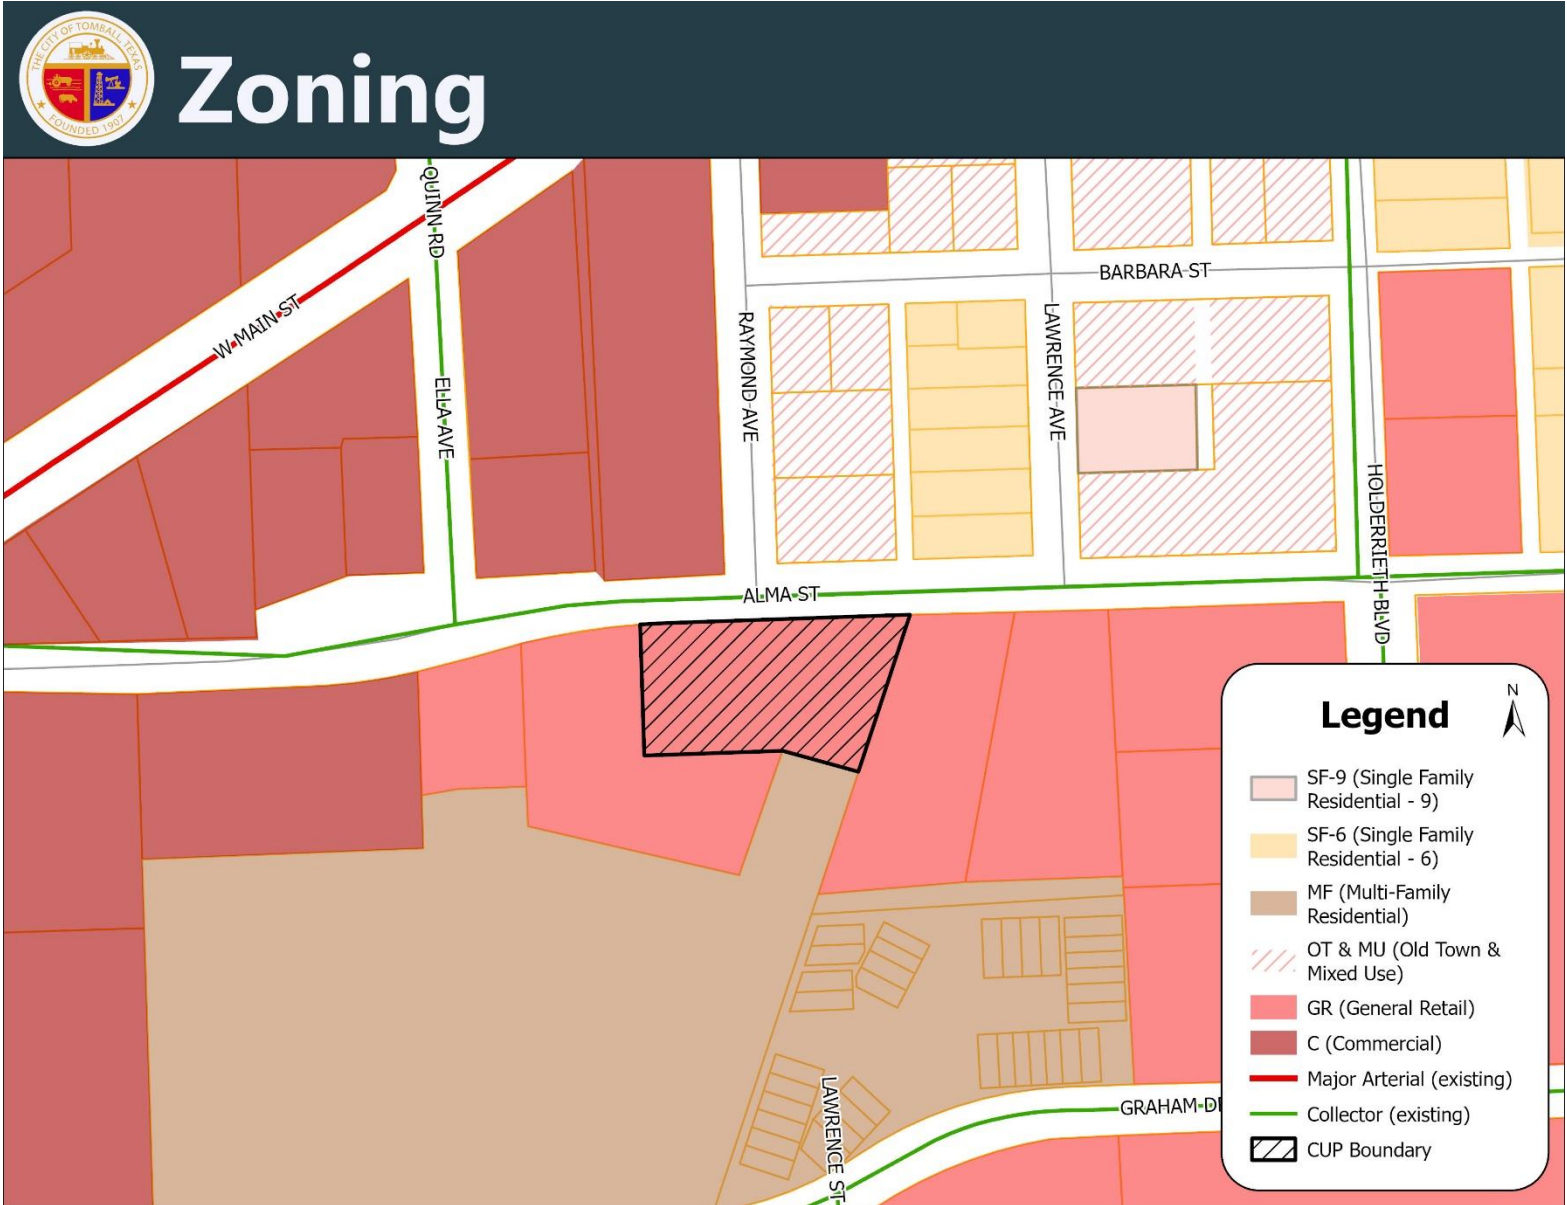 THE CITY OF TOMBALL, TEXAS
FOUNDED 1907
Zoning
QUINN RD
W MAIN ST
ELLA AVE
RAYMOND AVE
LAWRENCE AVE
BARBARA ST
HOLDERRIETH BLVD
ALMA ST
LAWRENCE ST
GRAHAM D
Legend
N
SF-9 (Single Family
Residential - 9)
SF-6 (Single Family
Residential - 6)
MF (Multi-Family
Residential)
OT & MU (Old Town &
Mixed Use)
GR (General Retail)
C (Commercial)
Major Arterial (existing)
Collector (existing)
CUP Boundary